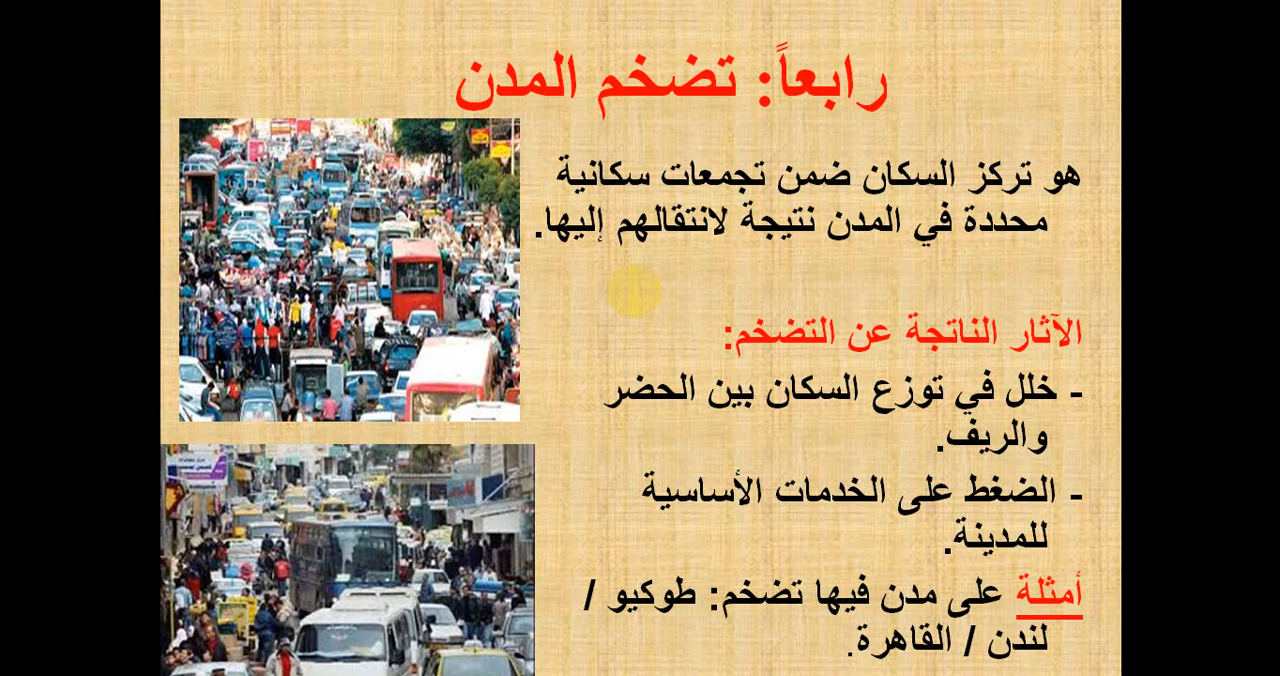 رابعاً: تضخم المدن
هو تركز السكان ضمن تجمعات سكانية
محددة في المدن نتيجة لانتقالهم إليها.
الآثار الناتجة عن التضخم:
- خلل في توزع السكان بين الحضر
والريف.
- الضغط على الخدمات الأساسية
للمدينة.
أمثلة على مدن فيها تضخم: طوكيو /
لندن / القاهرة.